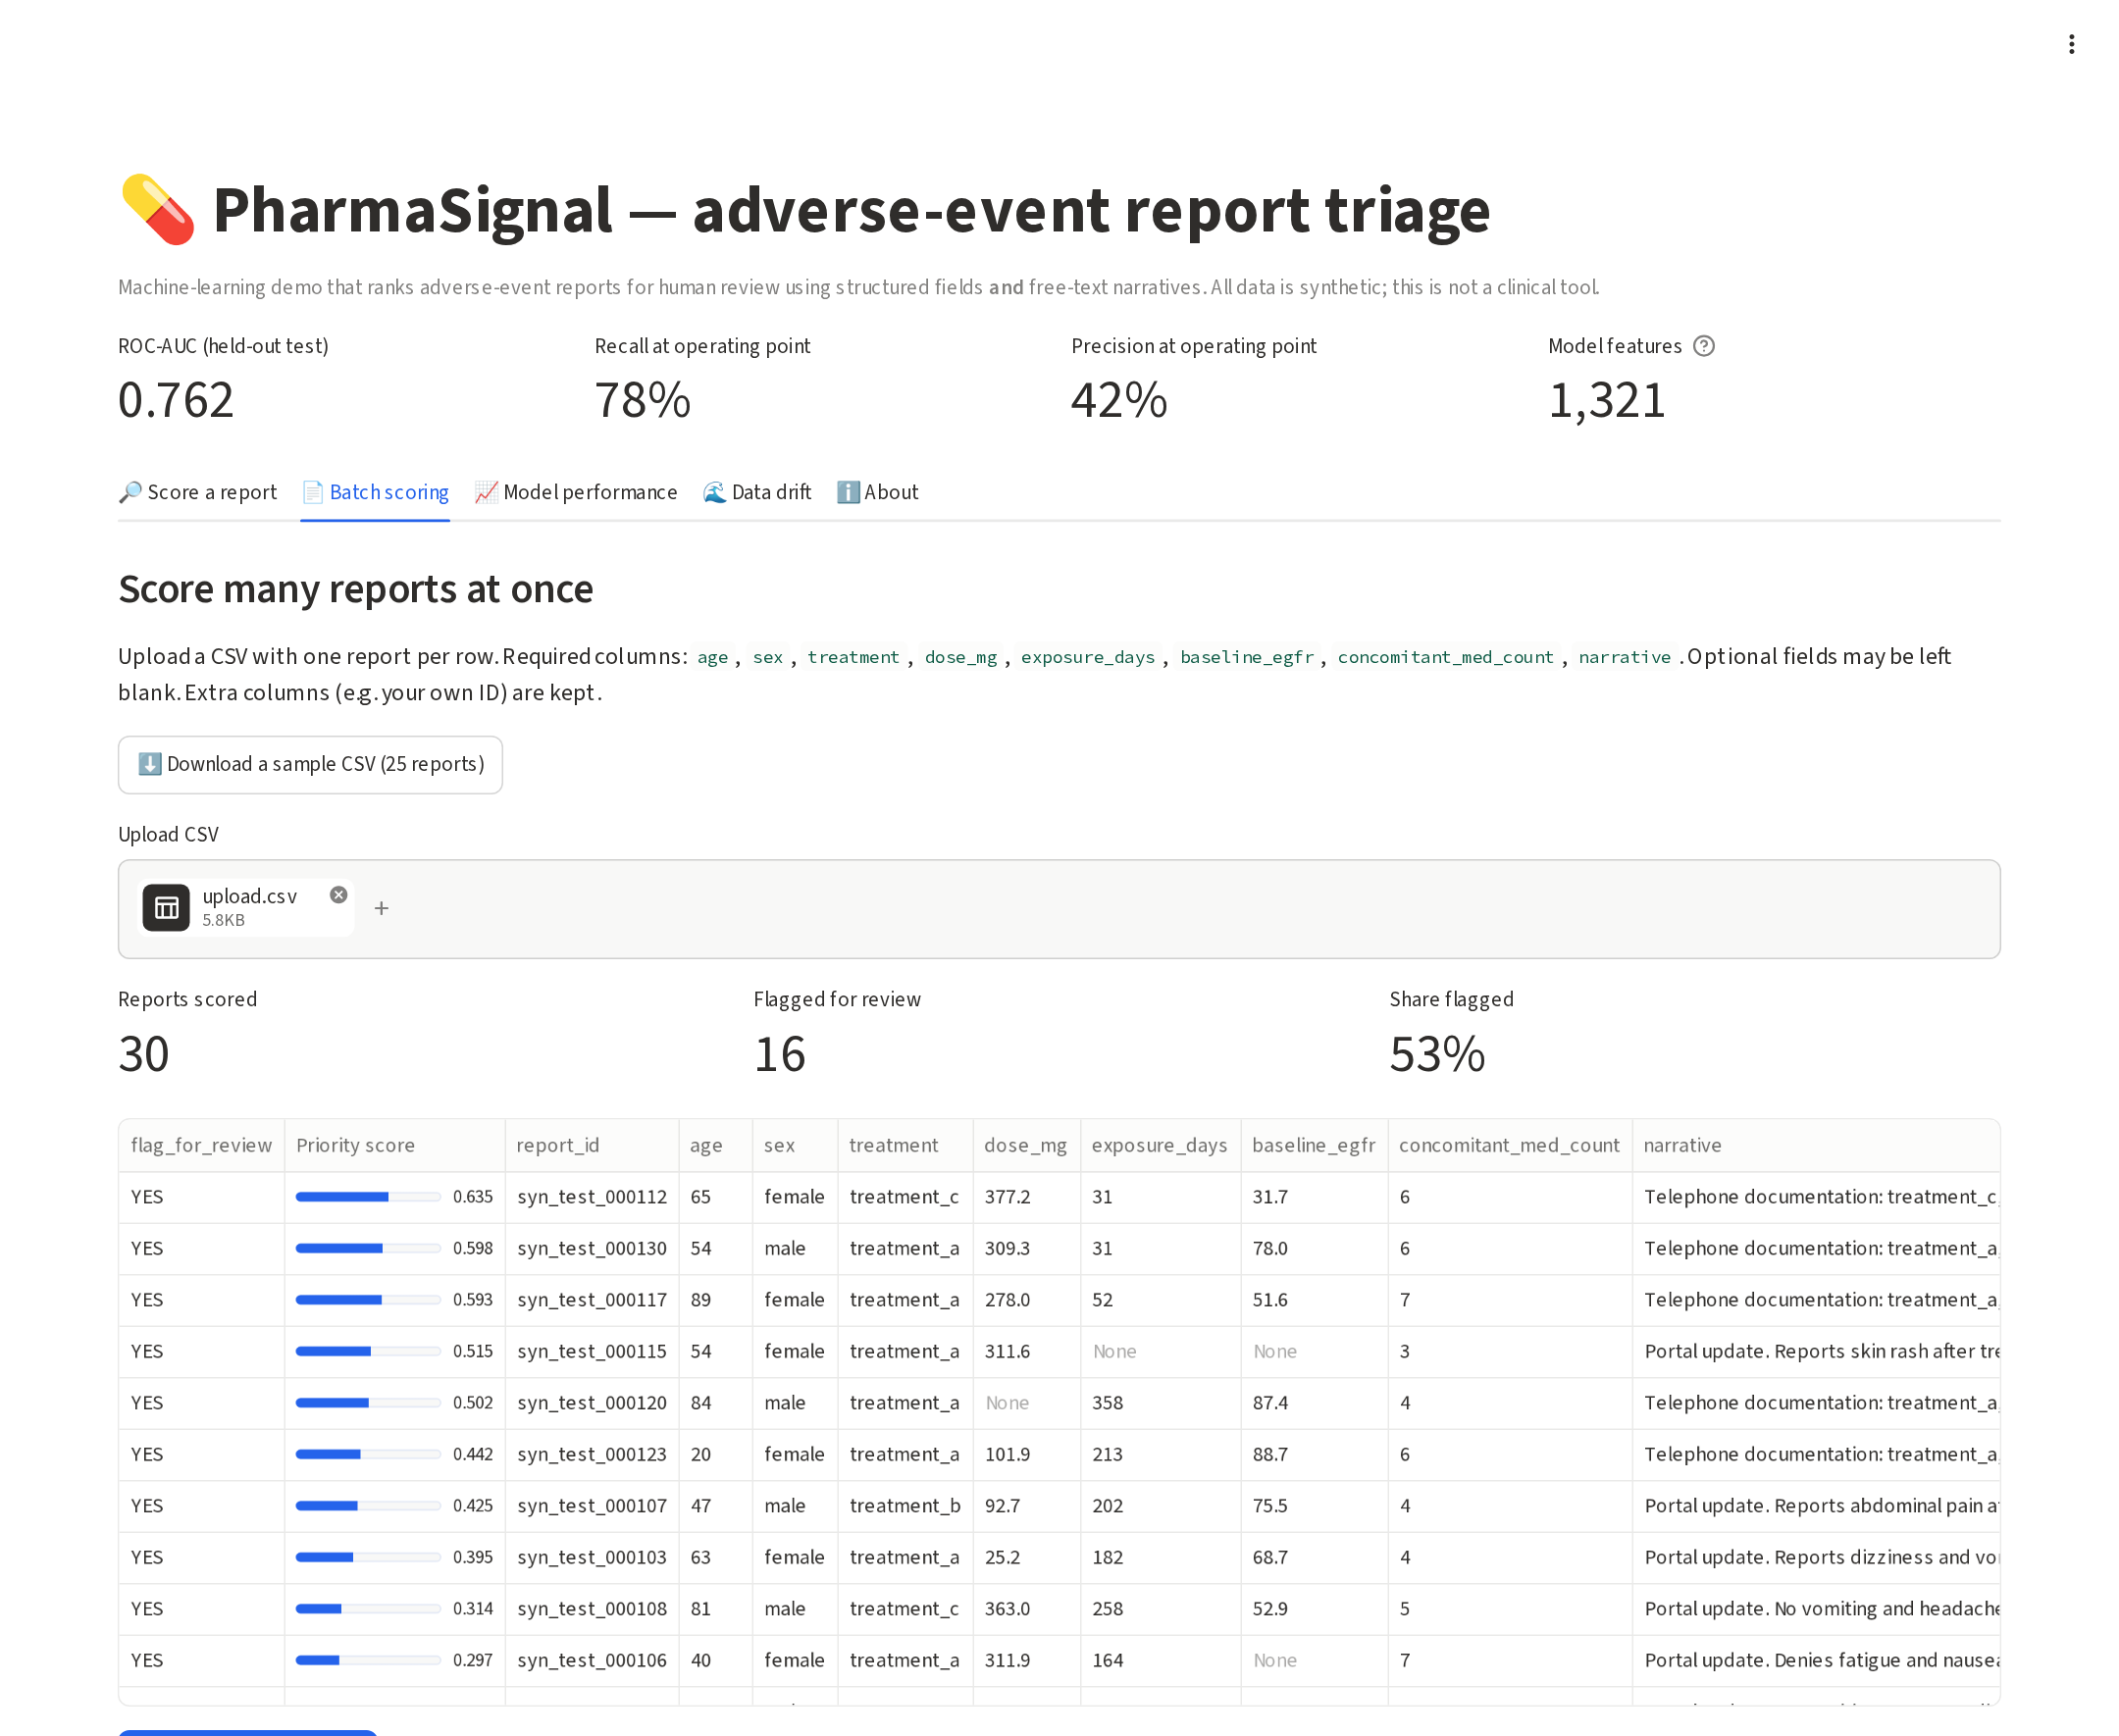 💊 PharmaSignal — adverse-event report triage
Machine-learning demo that ranks adverse-event reports for human review using structured fields and free-text narratives. All data is synthetic; this is not a clinical tool.
ROC-AUC (held-out test) Recall at operating point Precision at operating point Model features
0.762 78% 42% 1,321
🔎 Score a report 📄 Batch scoring 📈 Model performance 🌊 Data drift ℹ️ About
Score many reports at once
Upload a CSV with one report per row. Required columns: age , sex , treatment , dose_mg , exposure_days , baseline_egfr , concomitant_med_count , narrative . Optional fields may be left
blank. Extra columns (e.g. your own ID) are kept.
⬇️ Download a sample CSV (25 reports)
Upload CSV
upload.csv
5.8KB
Reports scored Flagged for review Share flagged
30 16 53%
flag_for_review Priority score report_id age sex treatment dose_mg exposure_days baseline_egfr concomitant_med_count narrative
YES 0.635 syn_test_000112 65 female treatment_c 377.2 31 31.7 6 Telephone documentation: treatment_c
YES 0.598 syn_test_000130 54 male treatment_a 309.3 31 78.0 6 Telephone documentation: treatment_a
YES 0.593 syn_test_000117 89 female treatment_a 278.0 52 51.6 7 Telephone documentation: treatment_a
YES 0.515 syn_test_000115 54 female treatment_a 311.6 None None 3 Portal update. Reports skin rash after
YES 0.502 syn_test_000120 84 male treatment_a None 358 87.4 4 Telephone documentation: treatment_a
YES 0.442 syn_test_000123 20 female treatment_a 101.9 213 88.7 6 Telephone documentation: treatment_a
YES 0.425 syn_test_000107 47 male treatment_b 92.7 202 75.5 4 Portal update. Reports abdominal pain
YES 0.395 syn_test_000103 63 female treatment_a 25.2 182 68.7 4 Portal update. Reports dizziness and
YES 0.314 syn_test_000108 81 male treatment_c 363.0 258 52.9 5 Portal update. No vomiting and headache
YES 0.297 syn_test_000106 40 female treatment_a 311.9 164 None 7 Portal update. Denies fatigue and nausea